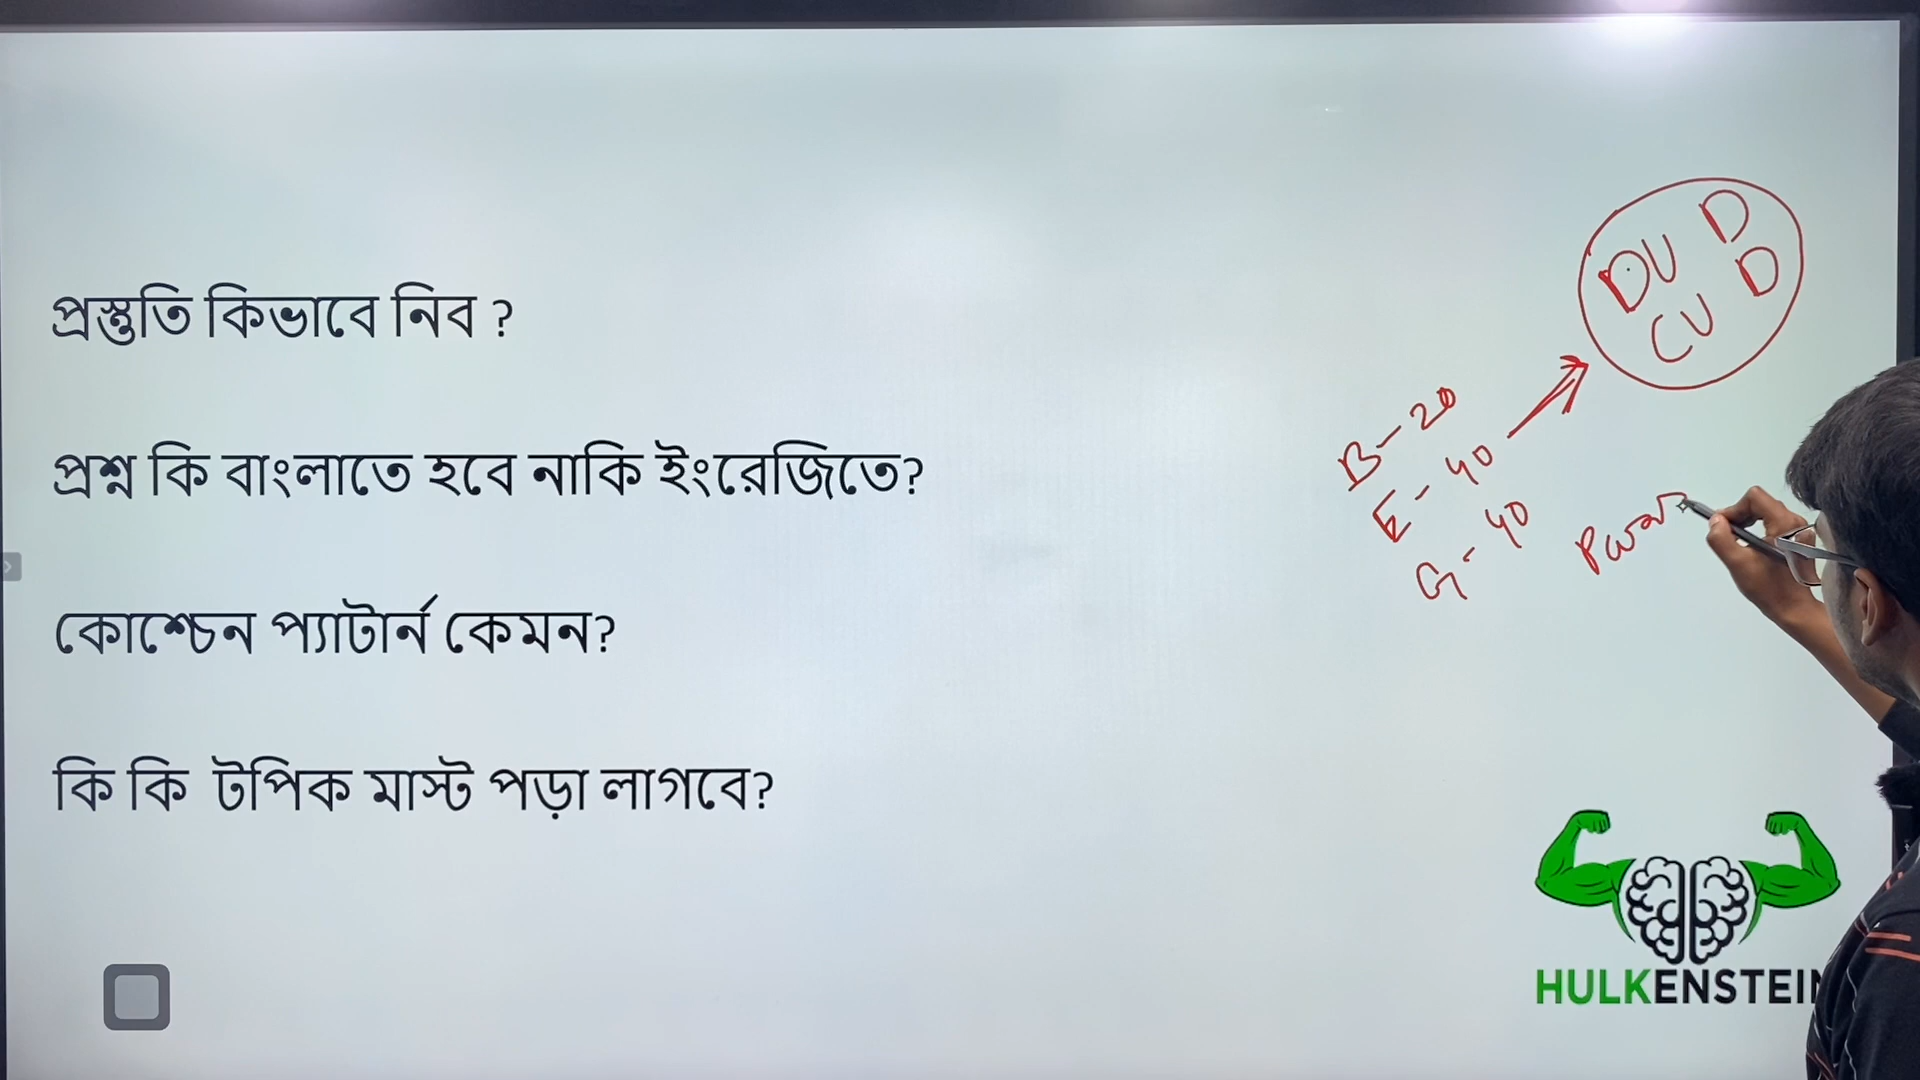 প্রস্তুতি কিভাবে নিব ?
প্রশ্ন কি বাংলাতে হবে নাকি ইংরেজিতে?
কোশ্চেন প্যাটার্ন কেমন?
কি কি টপিক মাস্ট পড়া লাগবে?
DU D
CU D
B - 20
E - 40
G - 40
HULKENSTEIN